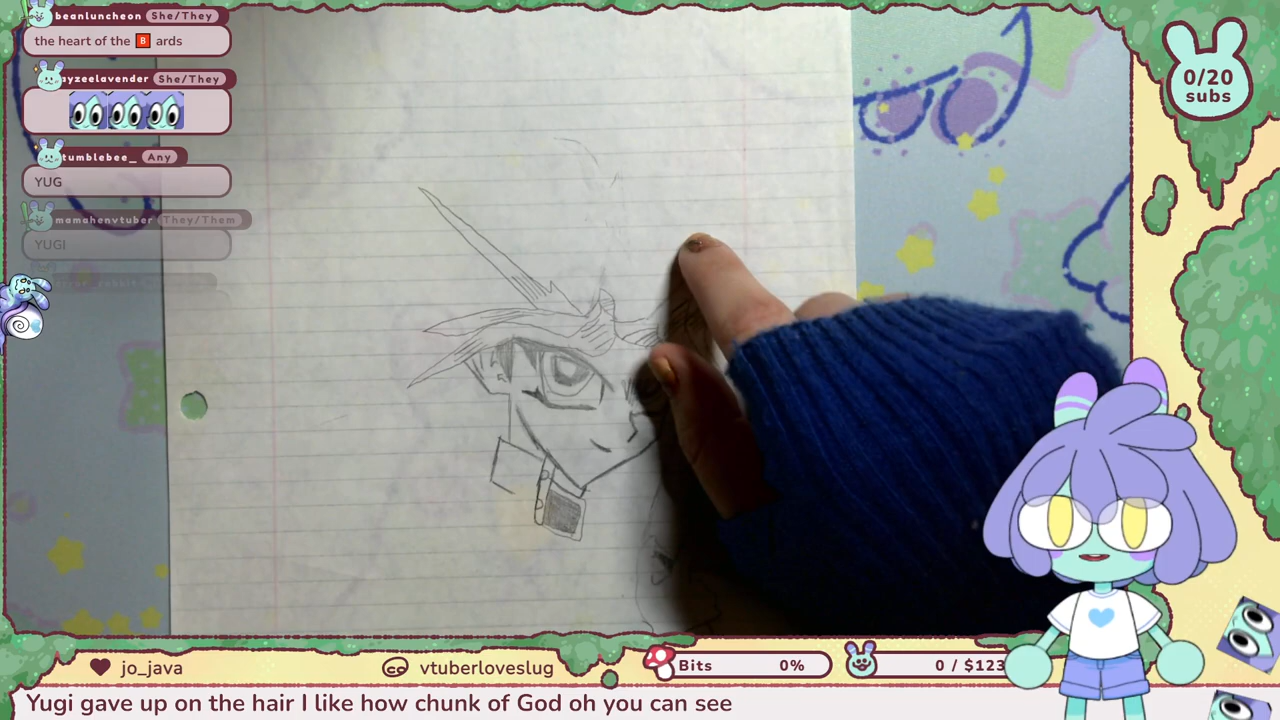 beanluncheon She/They
the heart of the B ards
ayzeelavender She/They
tumblebee_ Any
YUG
mamahenvtuber They/Them
YUGI
0/20
subs
jo_java
vtuberloveslug
Bits 0%
0 / $123
Yugi gave up on the hair I like how chunk of God oh you can see